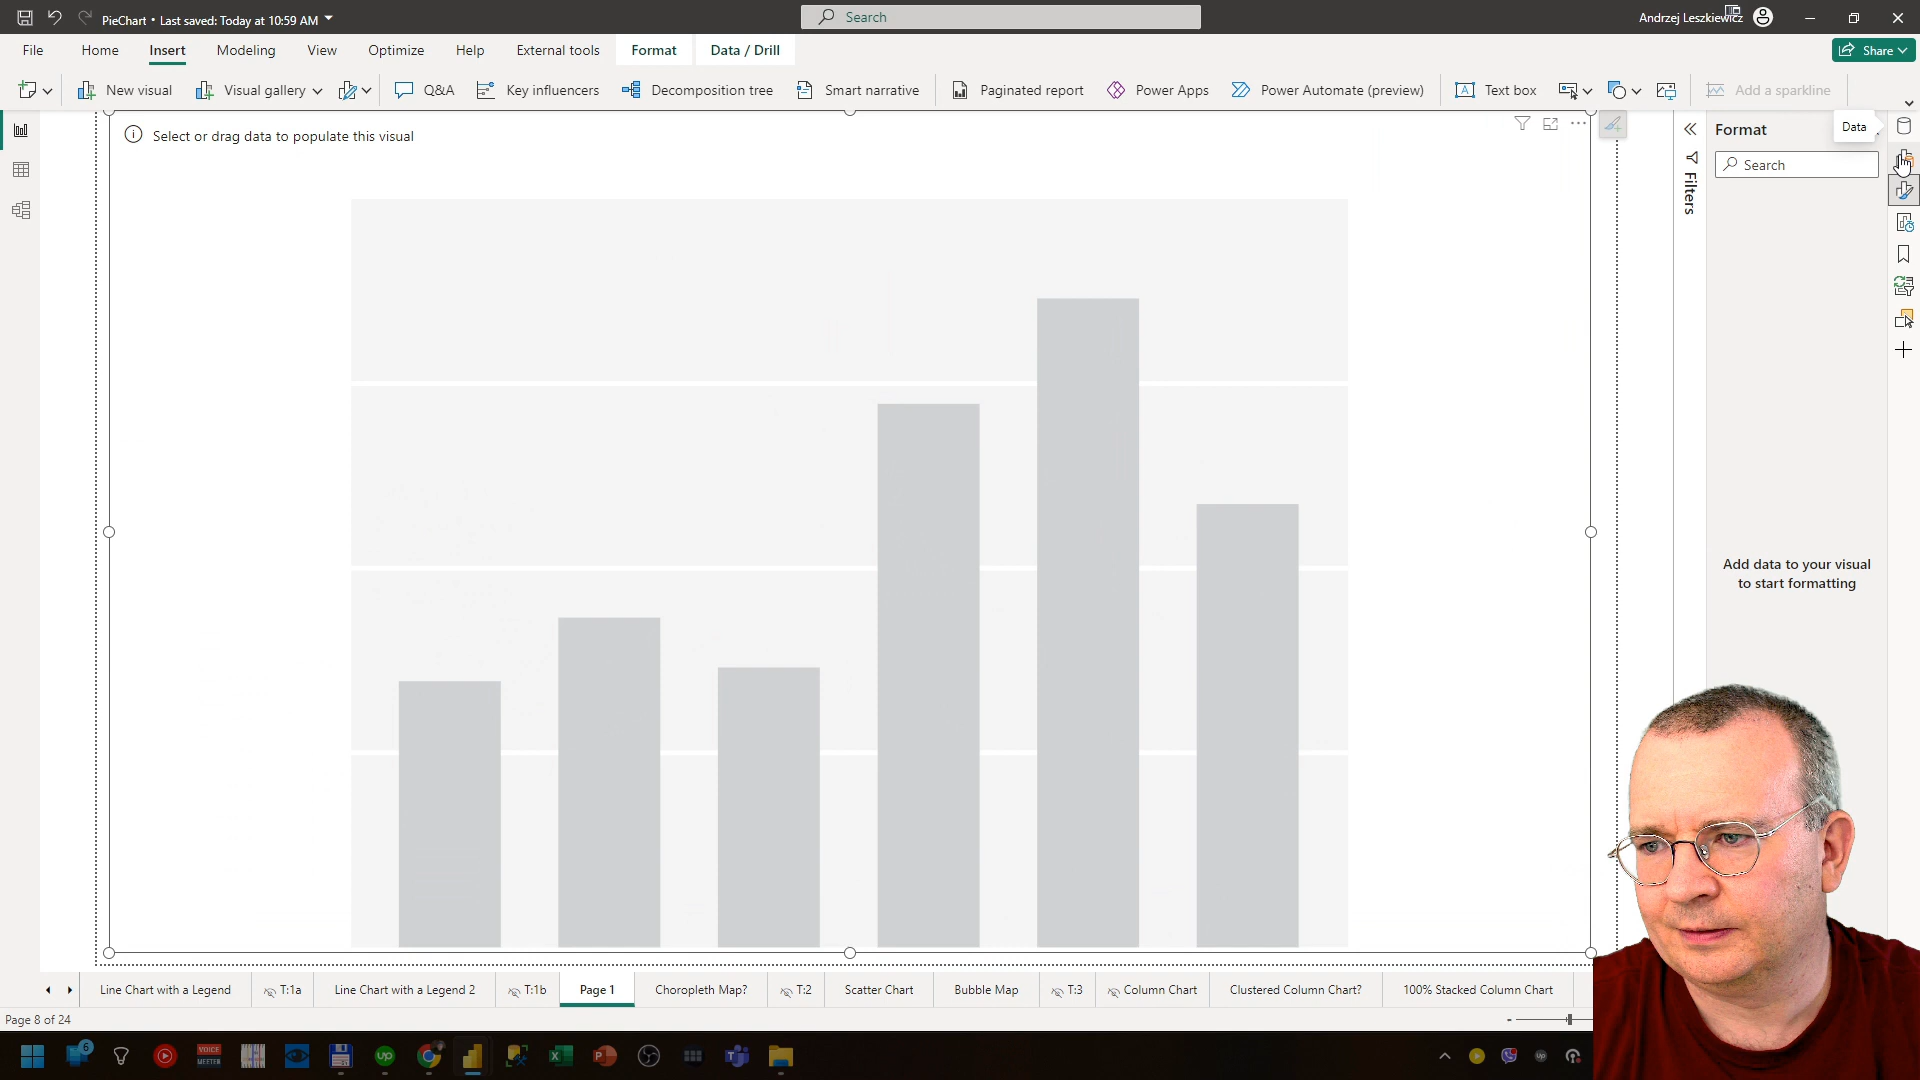 PieChart • Last saved: Today at 10:59 AM
Search
Andrzej Leszkiewicz
File
Home
Insert
Modeling
View
Optimize
Help
External tools
Format
Data / Drill
Share
New visual
Visual gallery
Q&A
Key influencers
Decomposition tree
Smart narrative
Paginated report
Power Apps
Power Automate (preview)
Text box
Add a sparkline
Select or drag data to populate this visual
Format
Data
Search
Filters
Add data to your visual
to start formatting
Line Chart with a Legend
T:1a
Line Chart with a Legend 2
T:1b
Page 1
Choropleth Map?
T:2
Scatter Chart
Bubble Map
T:3
Column Chart
Clustered Column Chart?
100% Stacked Column Chart
Page 8 of 24
6
VOICE
MEETER
up
up